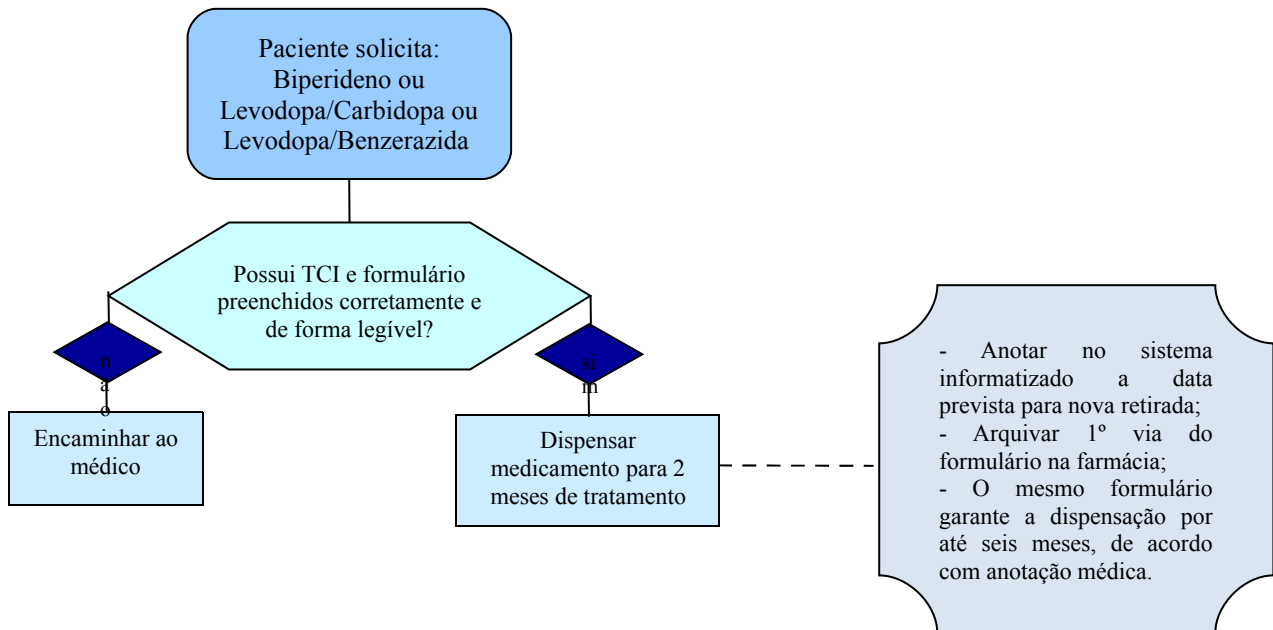 Paciente solicita:
Biperideno ou
Levodopa/Carbidopa ou
Levodopa/Benzerazida
Possui TCI e formulário
preenchidos corretamente e
de forma legível?
n
ã
o
si
m
Encaminhar ao
médico
Dispensar
medicamento para 2
meses de tratamento
- Anotar no sistema
informatizado a data
prevista para nova retirada;
- Arquivar 1º via do
formulário na farmácia;
- O mesmo formulário
garante a dispensação por
até seis meses, de acordo
com anotação médica.